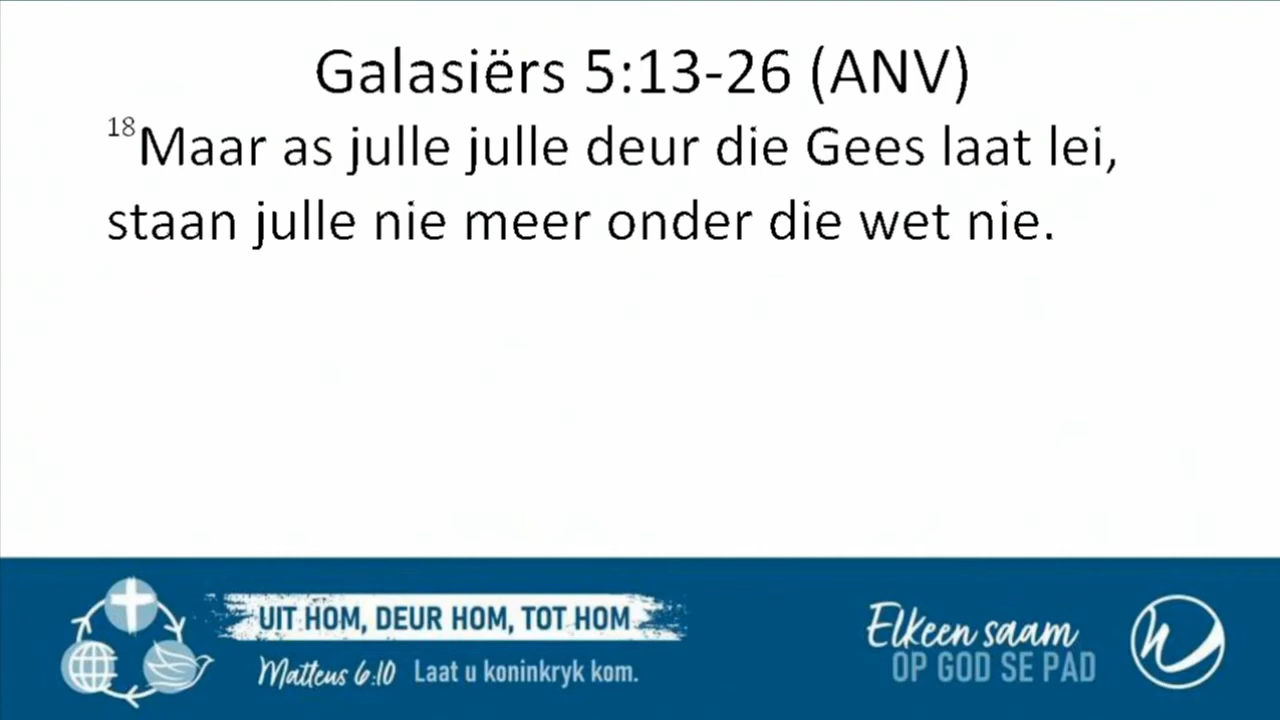 Galasiërs 5:13-26 (ANV)
18Maar as julle julle deur die Gees laat lei,
staan julle nie meer onder die wet nie.
UIT HOM, DEUR HOM, TOT HOM
Matteus 6:10 Laat u koninkryk kom.
Elkeen saam
OP GOD SE PAD